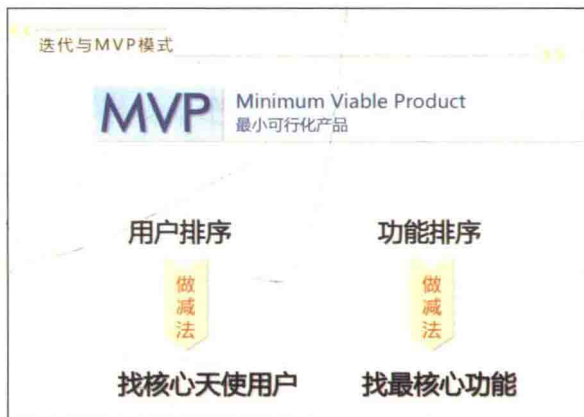 迭代与MVP模式
MVP
Minimum Viable Product
最小可行化产品
用户排序
功能排序
做减法
做减法
找核心天使用户
找最核心功能